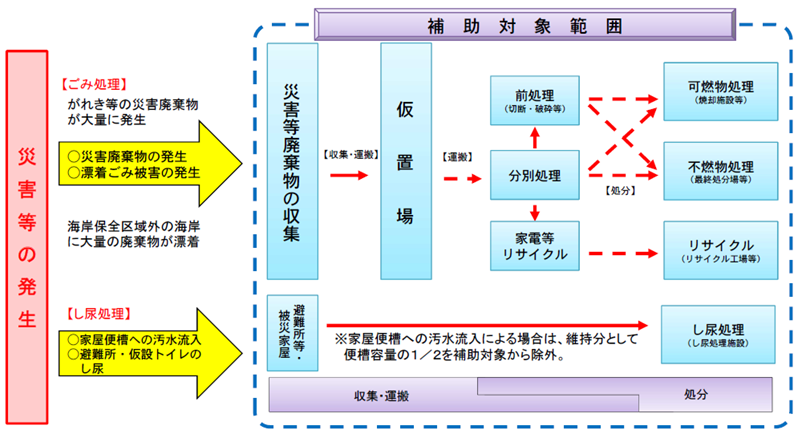 補助対象範囲
災害等の発生
【ごみ処理】
がれき等の災害廃棄物
が大量に発生
○災害廃棄物の発生
○漂着ごみ被害の発生
海岸保全区域外の海岸
に大量の廃棄物が漂着
【し尿処理】
○家屋便槽への汚水流入
○避難所・仮設トイレの
し尿
災害等廃棄物の収集
【収集・運搬】
仮置場
【運搬】
前処理
(切断・破砕等)
分別処理
家電等
リサイクル
【処分】
可燃物処理
(焼却施設等)
不燃物処理
(最終処分場等)
リサイクル
(リサイクル工場等)
避難所等・
被災家屋
※家屋便槽への汚水流入による場合は、維持分として
便槽容量の1/2を補助対象から除外。
し尿処理
(し尿処理施設)
収集・運搬
処分